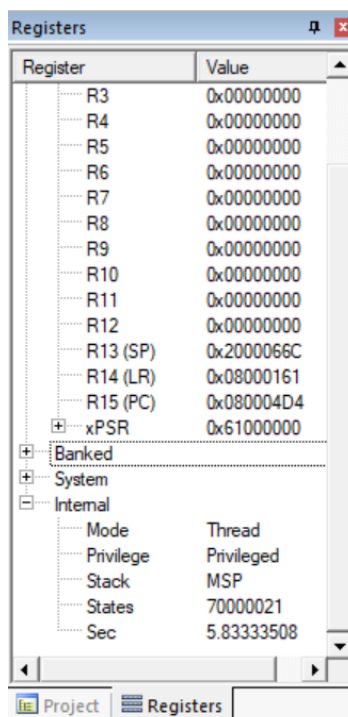 Registers
Register Value
R3 0x00000000
R4 0x00000000
R5 0x00000000
R6 0x00000000
R7 0x00000000
R8 0x00000000
R9 0x00000000
R10 0x00000000
R11 0x00000000
R12 0x00000000
R13 (SP) 0x2000066C
R14 (LR) 0x08000161
R15 (PC) 0x080004D4
xPSR 0x61000000
Banked
System
Internal
Mode Thread
Privilege Privileged
Stack MSP
States 70000021
Sec 5.83333508
Project Registers